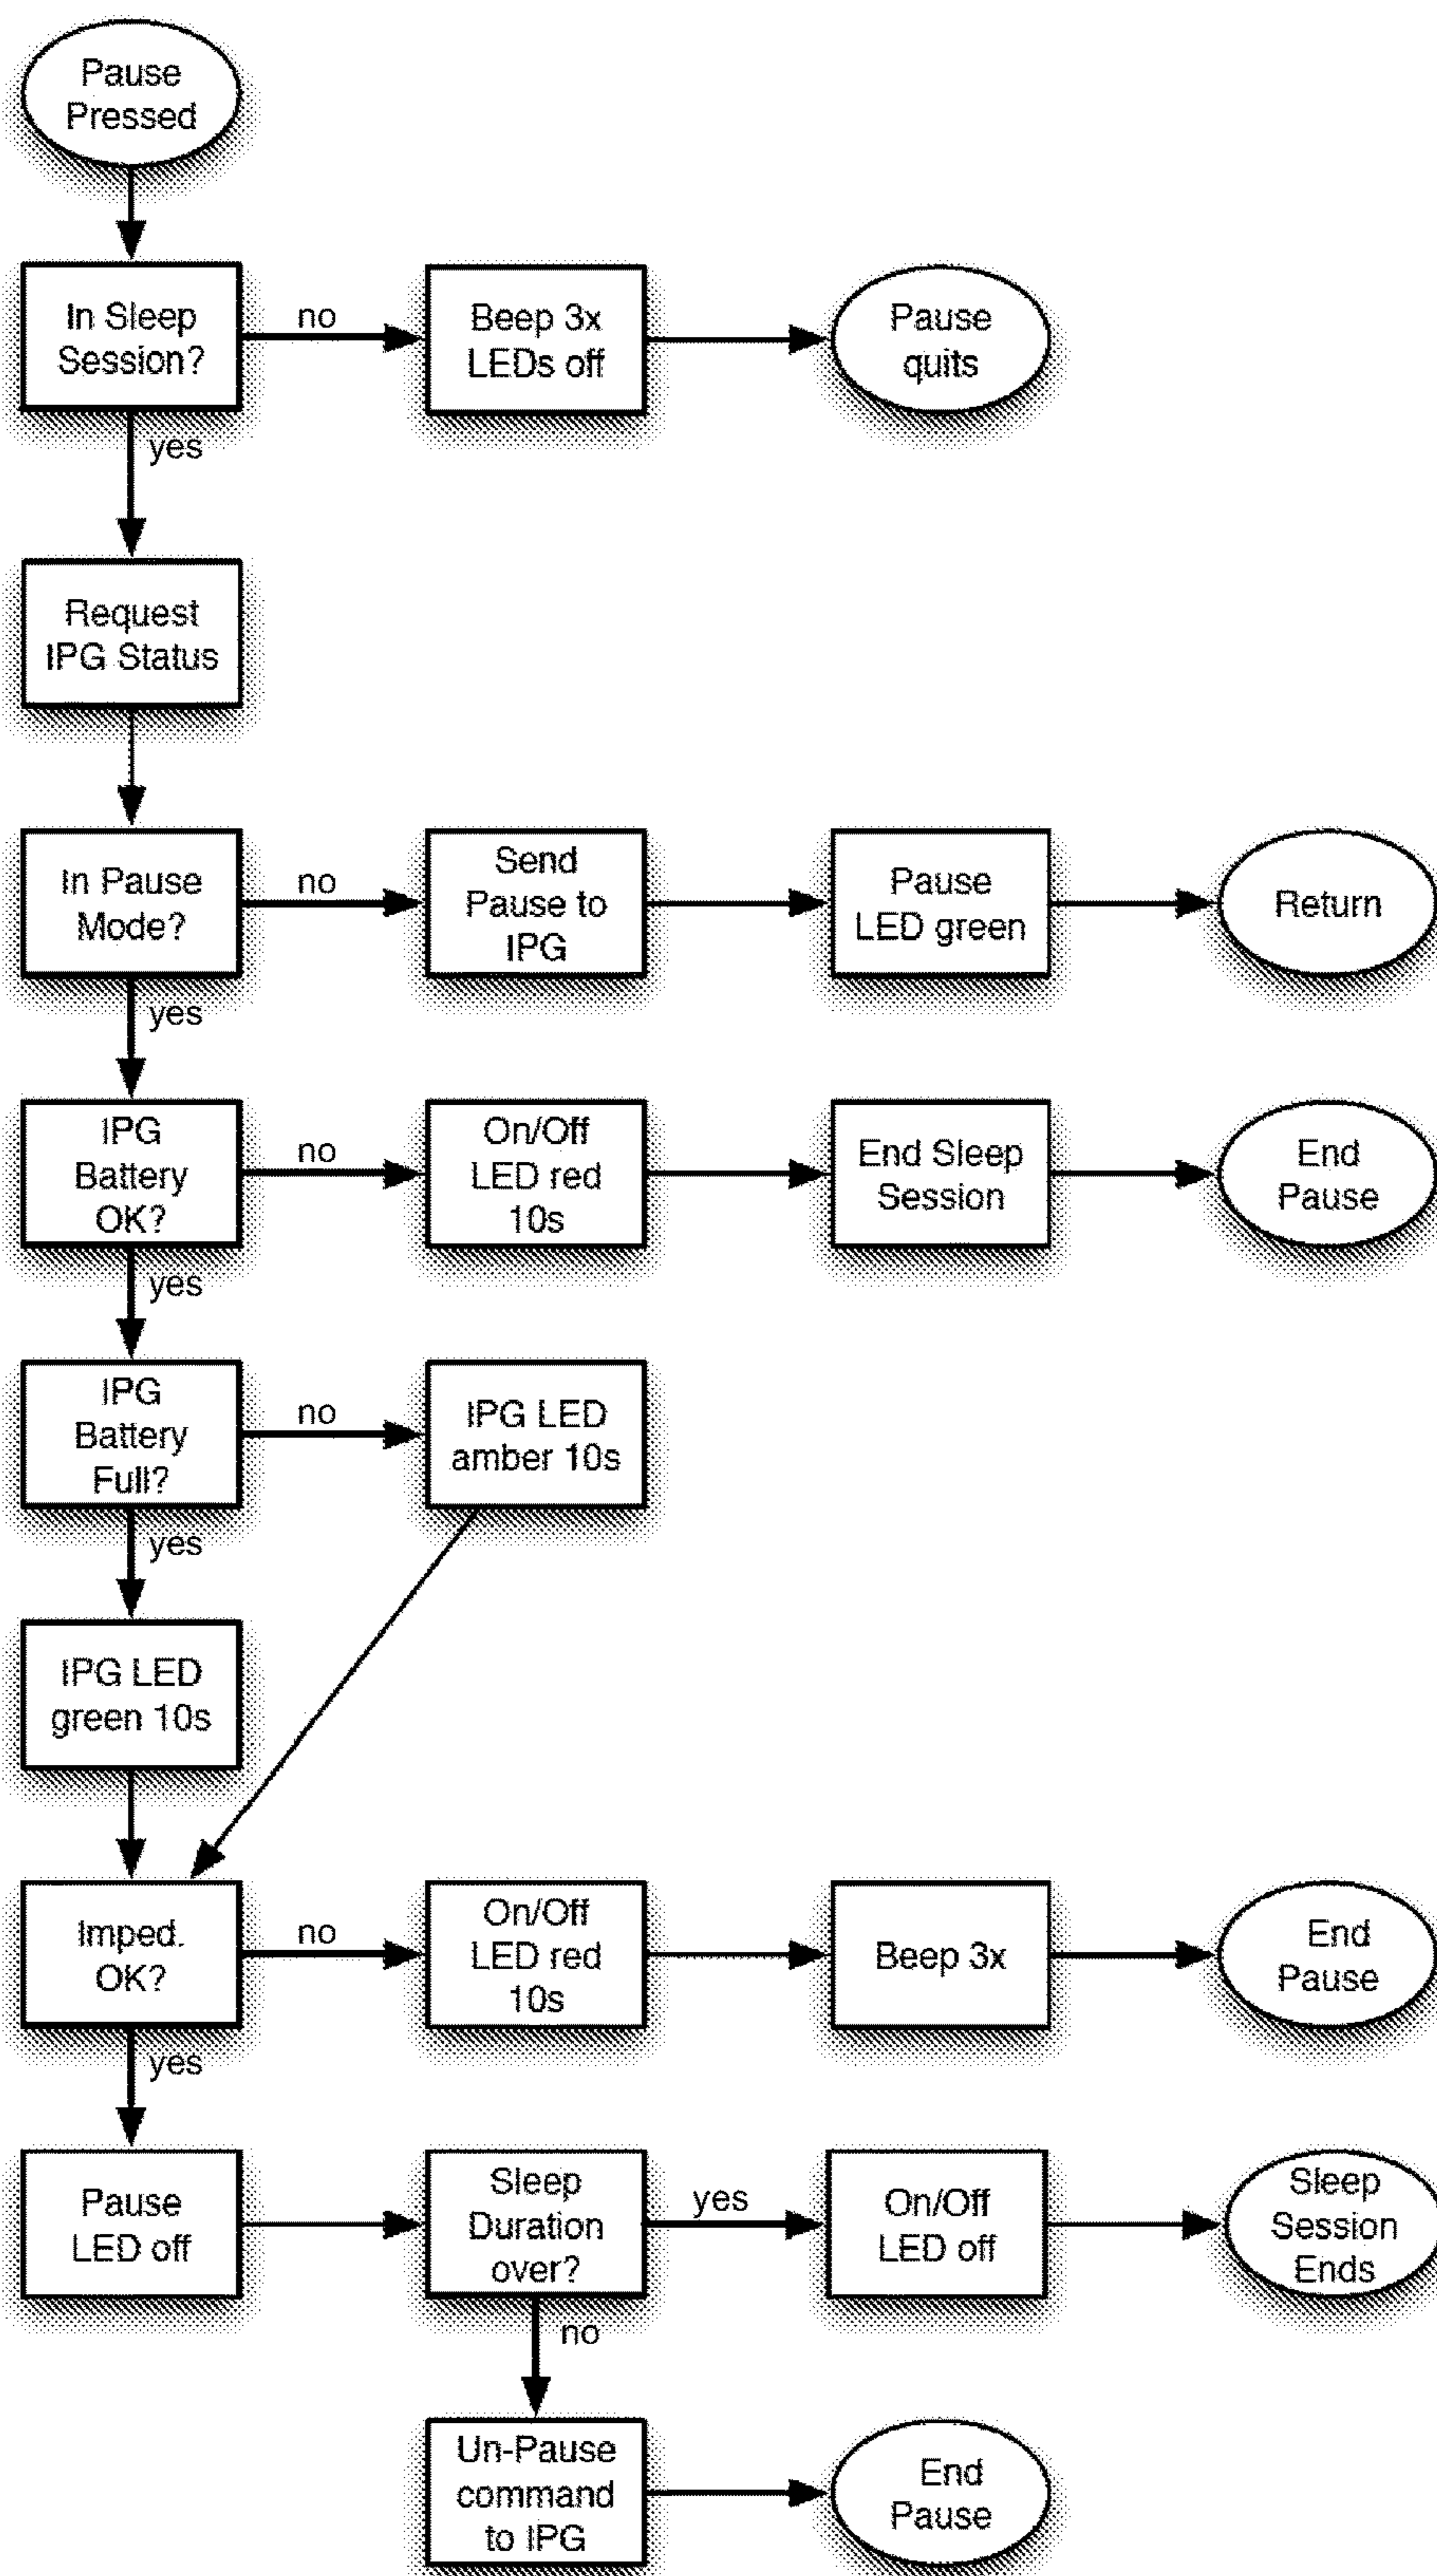 Pause
Pressed
In Sleep
Session?
no
Beep 3x
LEDs off
Pause
quits
yes
Request
IPG Status
In Pause
Mode?
no
Send
Pause to
IPG
Pause
LED green
Return
yes
IPG
Battery
OK?
no
On/Off
LED red
10s
End Sleep
Session
End
Pause
yes
IPG
Battery
Full?
no
IPG LED
amber 10s
yes
IPG LED
green 10s
Imped.
OK?
no
On/Off
LED red
10s
Beep 3x
End
Pause
yes
Pause
LED off
Sleep
Duration
over?
yes
On/Off
LED off
Sleep
Session
Ends
no
Un-Pause
command
to IPG
End
Pause